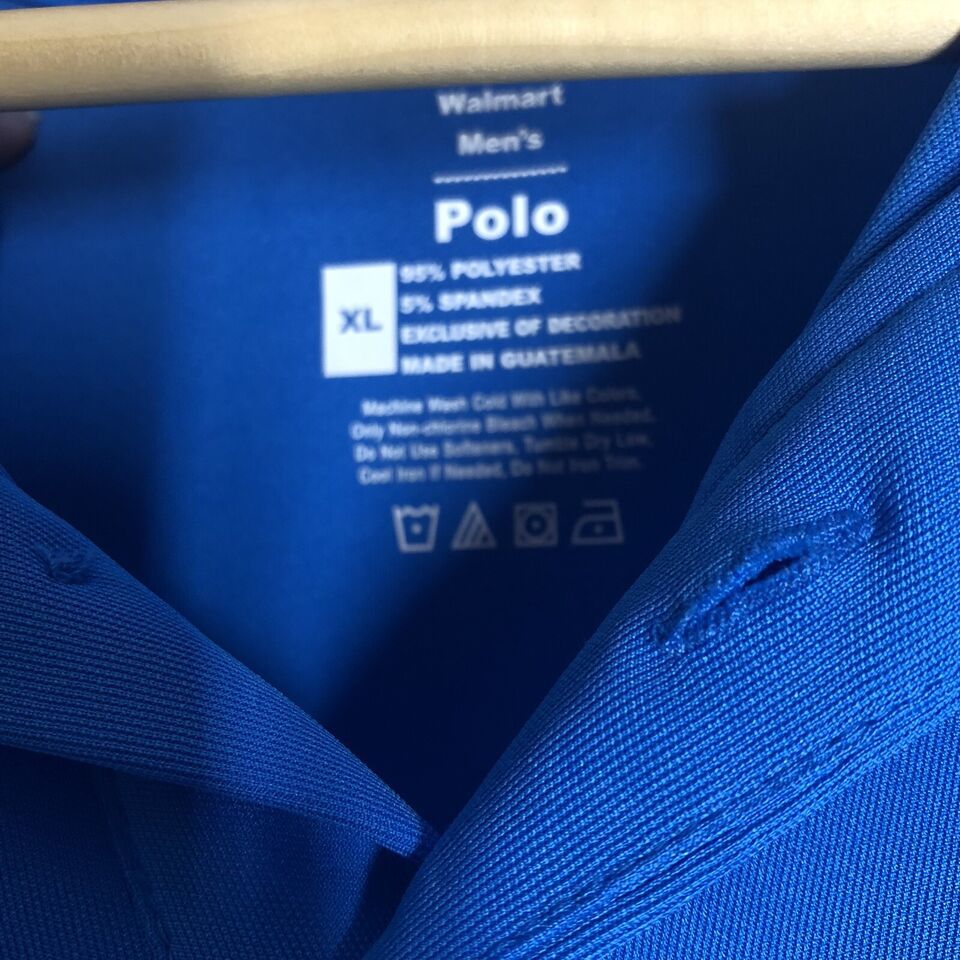 Walmart
Men's
Polo
XL
95% POLYESTER
5% SPANDEX
EXCLUSIVE OF DECORATION
MADE IN GUATEMALA
Machine Wash Cold With Like Colors,
Only Non-chlorine Bleach When Needed,
Do Not Use Softeners, Tumble Dry Low,
Cool Iron If Needed, Do Not Iron Trim.